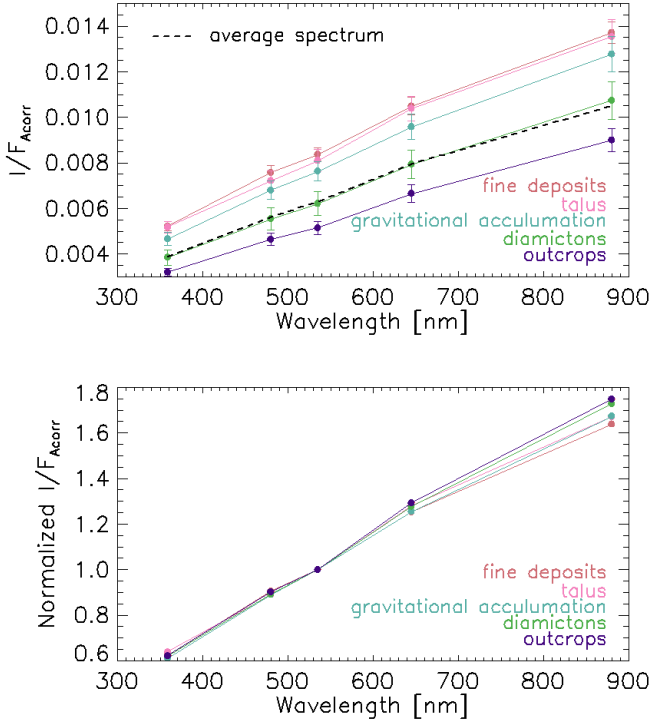 0.014
0.012
0.010
0.008
0.006
0.004
I/F_Acorr
average spectrum
fine deposits
talus
gravitational acculumation
diamictons
outcrops
300 400 500 600 700 800 900
Wavelength [nm]
1.8
1.6
1.4
1.2
1.0
0.8
0.6
Normalized I/F_Acorr
fine deposits
talus
gravitational acculumation
diamictons
outcrops
300 400 500 600 700 800 900
Wavelength [nm]